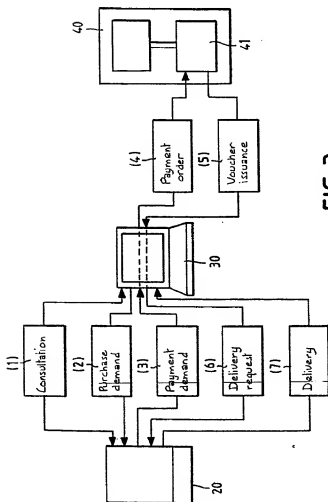 (1)
Consultation
(2)
Purchase
demand
(3)
Payment
demand
(6)
Delivery
request
(7)
Delivery
20
30
(4)
Payment
order
(5)
Voucher
issuance
40
41
FIG.